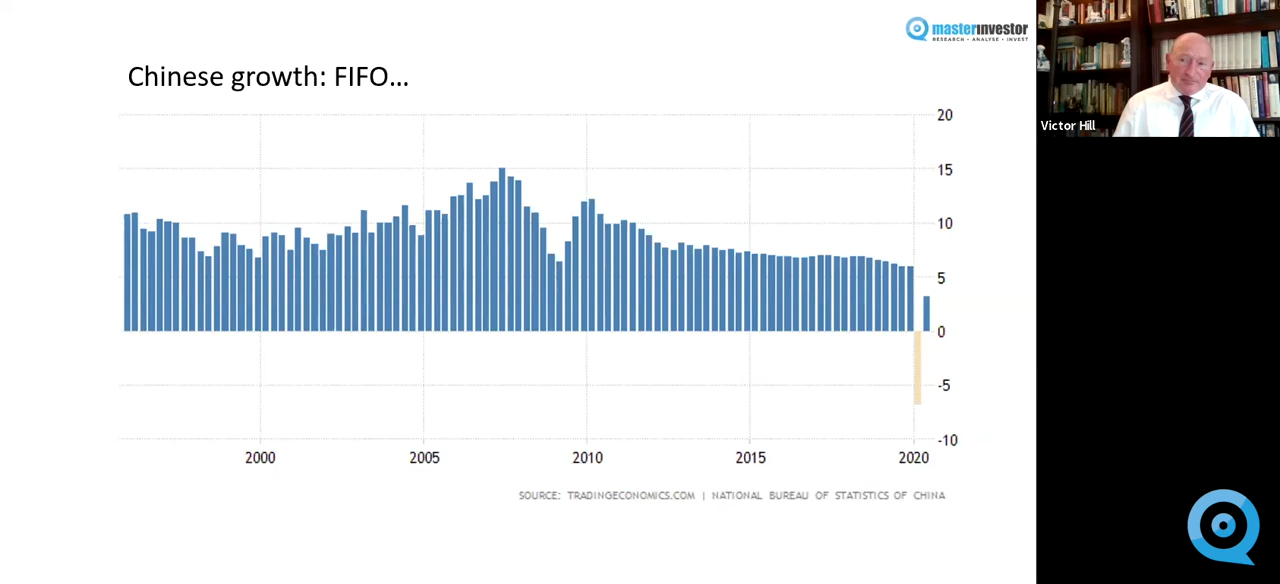 masterinvestor
RESEARCH • ANALYSE • INVEST
Chinese growth: FIFO...
Victor Hill
20
15
10
5
0
-5
-10
2000 2005 2010 2015 2020
SOURCE: TRADINGECONOMICS.COM | NATIONAL BUREAU OF STATISTICS OF CHINA